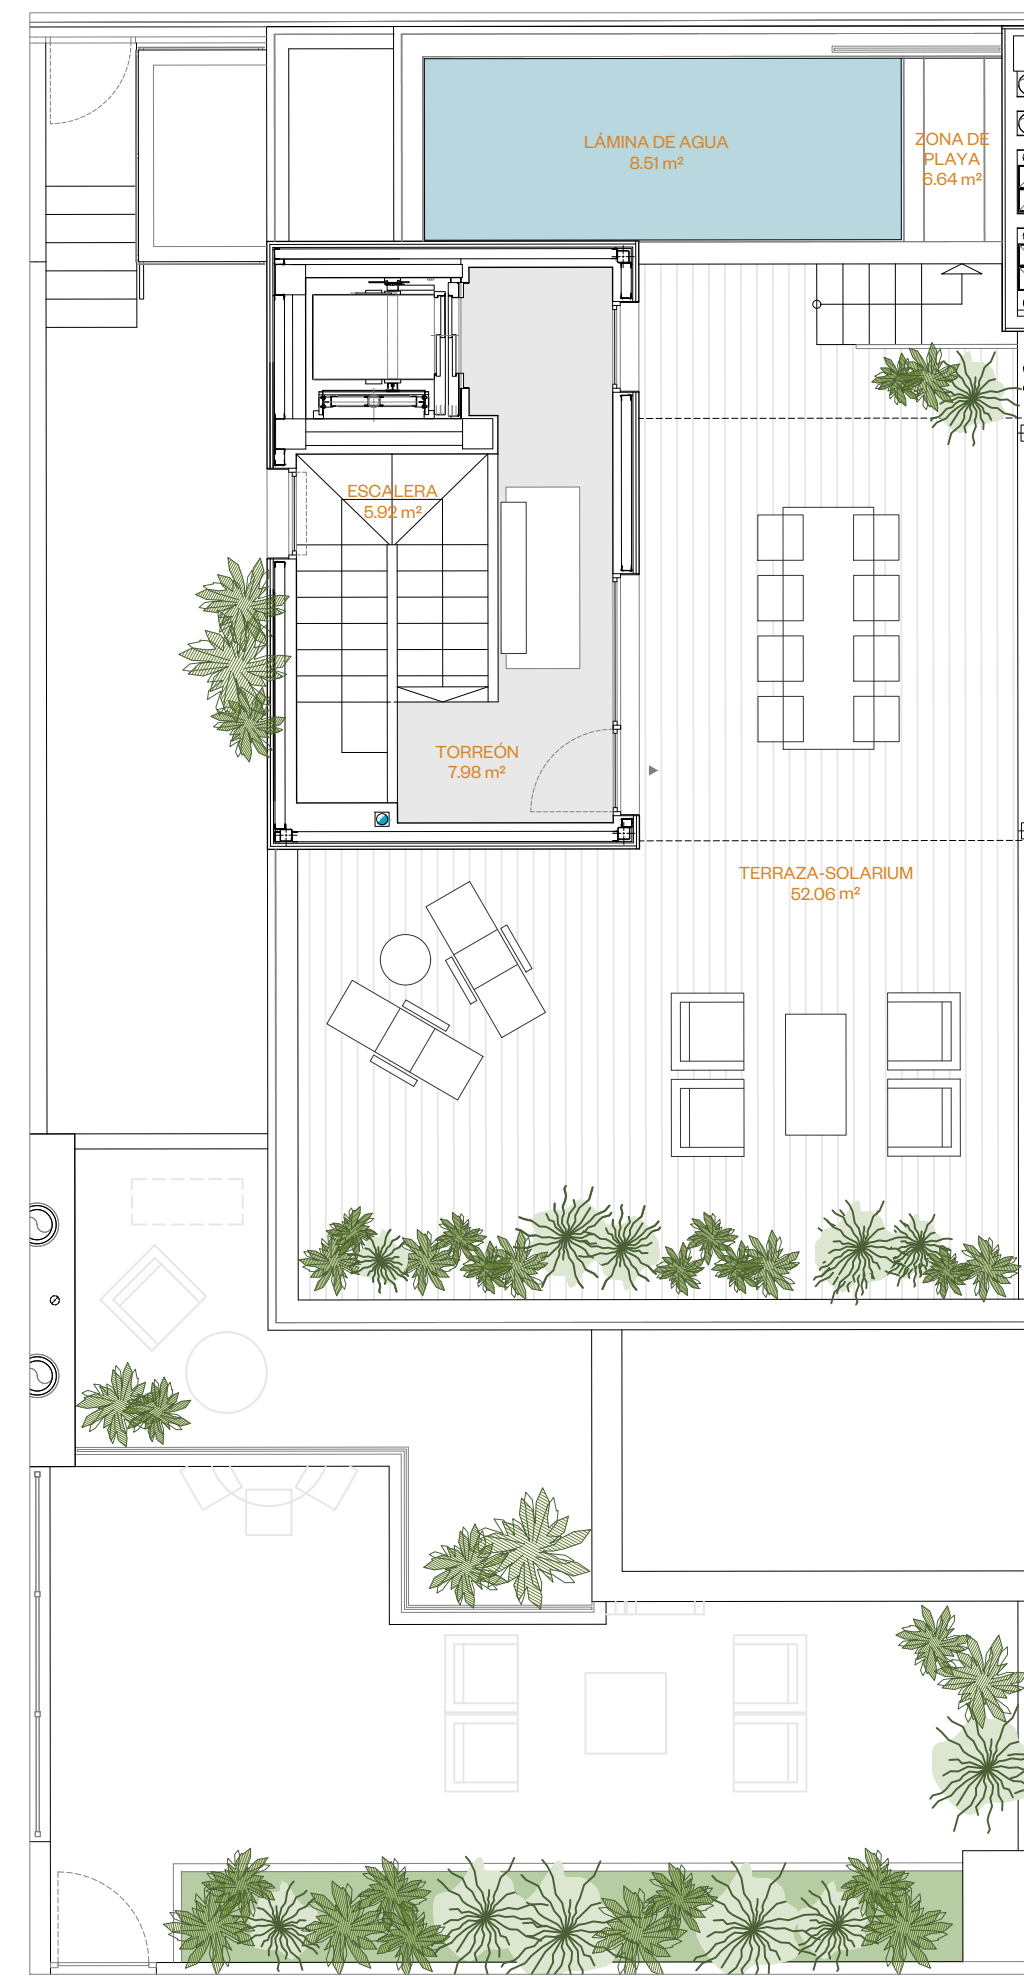 LÁMINA DE AGUA
8.51 m²
ZONA DE
PLAYA
6.64 m²
ESCALERA
5.92 m²
TORREÓN
7.98 m²
TERRAZA-SOLARIUM
52.06 m²